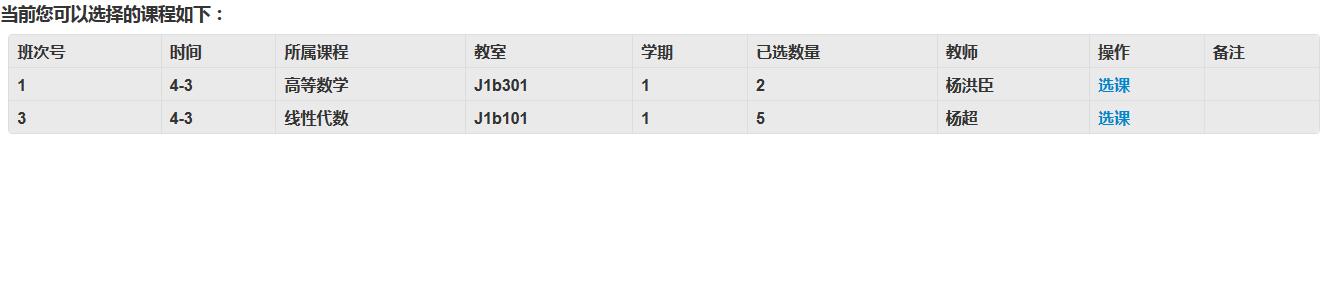 当前您可以选择的课程如下：
班次号 时间 所属课程 教室 学期 已选数量 教师 操作 备注
1 4-3 高等数学 J1b301 1 2 杨洪臣 选课
3 4-3 线性代数 J1b101 1 5 杨超 选课